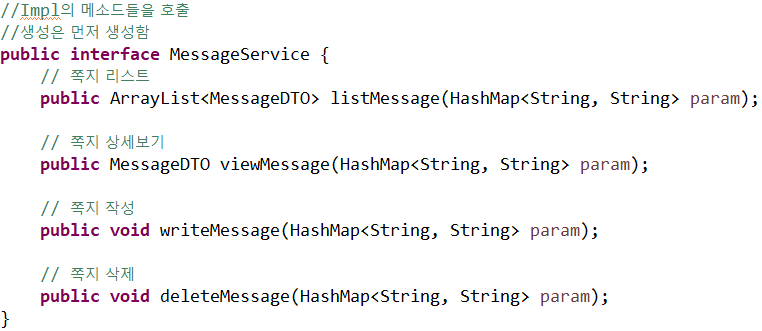 //Impl의 메소드들을 호출
//생성은 먼저 생성함
public interface MessageService {
// 쪽지 리스트
public ArrayList<MessageDTO> listMessage(HashMap<String, String> param);
// 쪽지 상세보기
public MessageDTO viewMessage(HashMap<String, String> param);
// 쪽지 작성
public void writeMessage(HashMap<String, String> param);
// 쪽지 삭제
public void deleteMessage(HashMap<String, String> param);
}